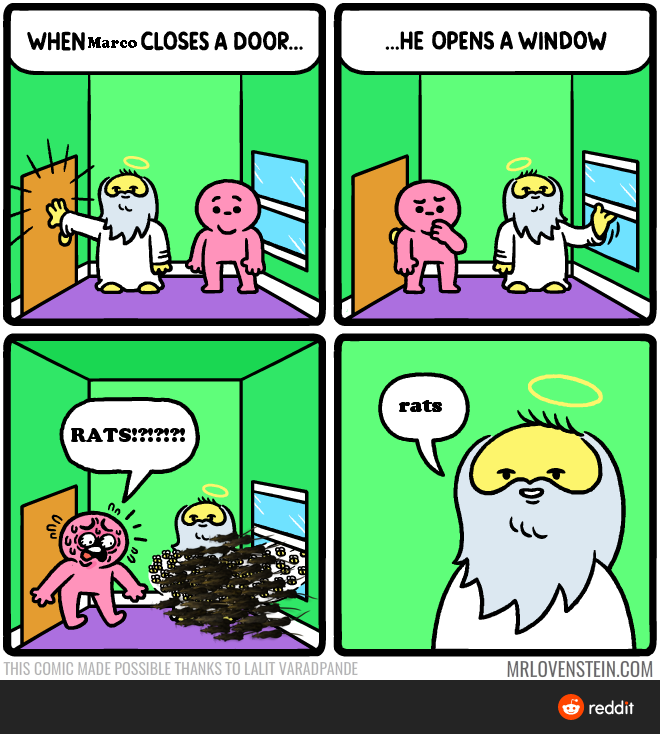 WHEN Marco CLOSES A DOOR...
...HE OPENS A WINDOW
RATS!?!?!?!
rats
THIS COMIC MADE POSSIBLE THANKS TO LALIT VARADPANDE
MRLOVENSTEIN.COM
reddit